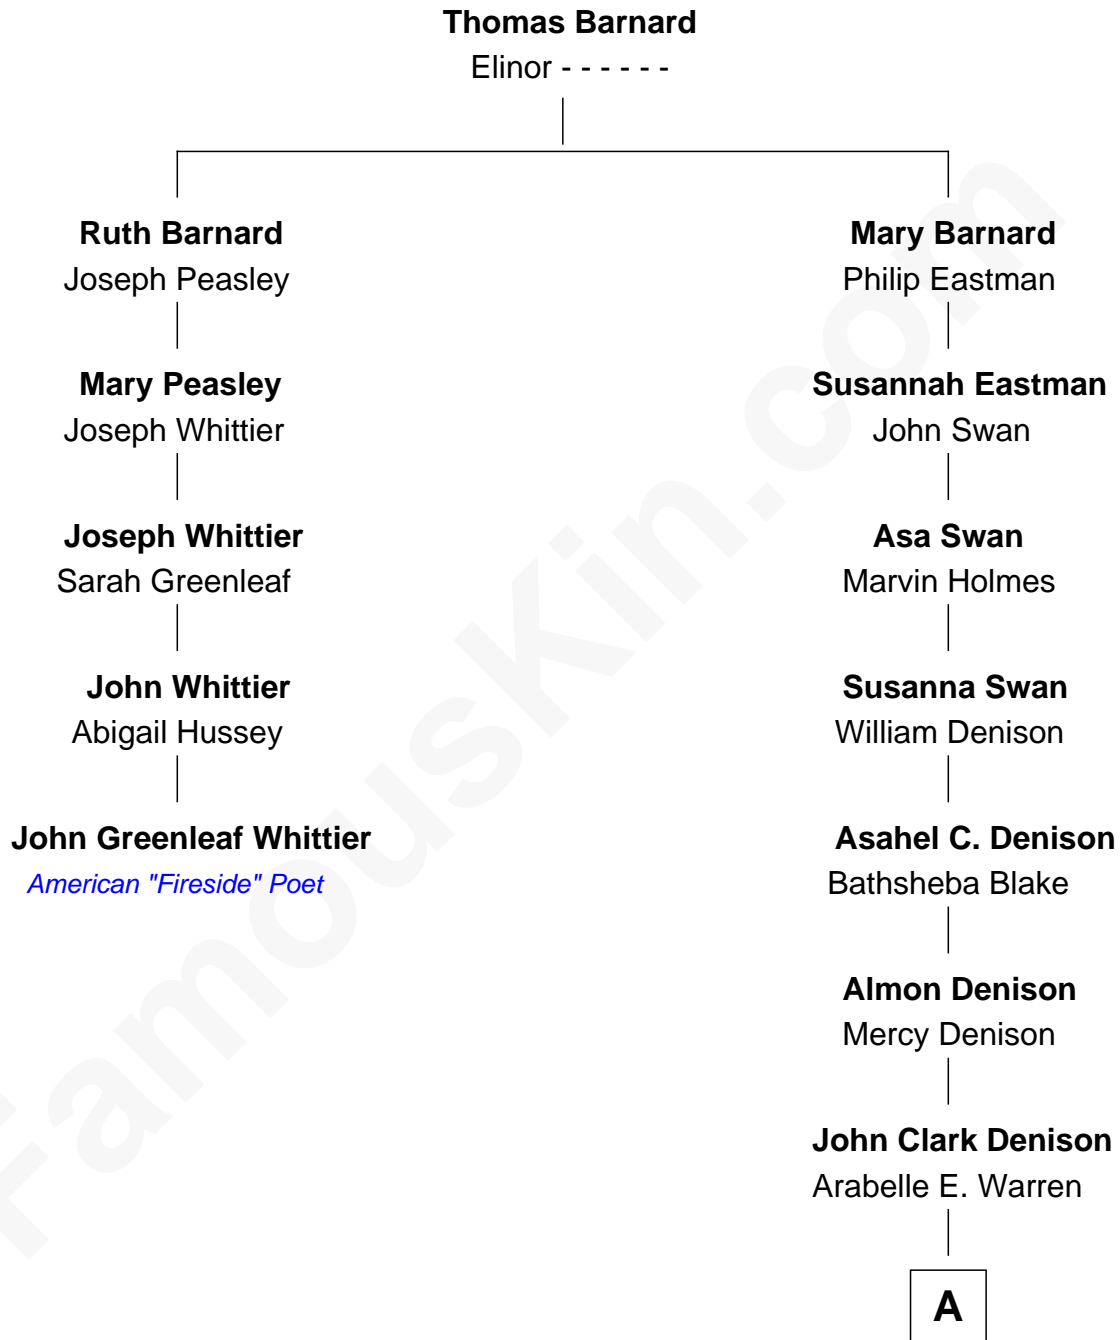 Thomas Barnard
Elinor - - - - - -
Ruth Barnard
Joseph Peasley
Mary Peasley
Joseph Whittier
Joseph Whittier
Sarah Greenleaf
John Whittier
Abigail Hussey
John Greenleaf Whittier
American "Fireside" Poet
Mary Barnard
Philip Eastman
Susannah Eastman
John Swan
Asa Swan
Marvin Holmes
Susanna Swan
William Denison
Asahel C. Denison
Bathsheba Blake
Almon Denison
Mercy Denison
John Clark Denison
Arabelle E. Warren
A
FamousKin.com